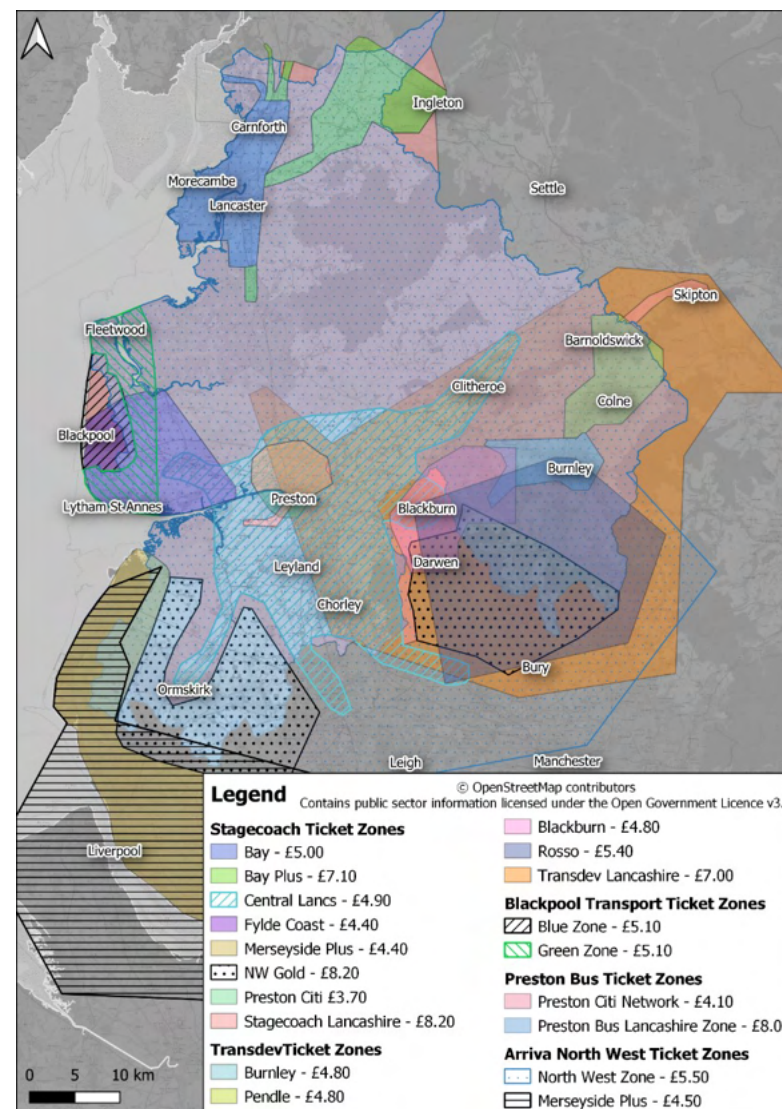 Ingleton
Carnforth
Morecambe
Lancaster
Settle
Skipton
Fleetwood
Barnoldswick
Clitheroe
Colne
Blackpool
Burnley
Preston
Lytham St Annes
Blackburn
Leyland
Darwen
Chorley
Bury
Ormskirk
Leigh
Manchester
Liverpool
© OpenStreetMap contributors
Contains public sector information licensed under the Open Government Licence v3.
Legend
Stagecoach Ticket Zones
Bay - £5.00
Bay Plus - £7.10
Central Lancs - £4.90
Fylde Coast - £4.40
Merseyside Plus - £4.40
NW Gold - £8.20
Preston Citi £3.70
Stagecoach Lancashire - £8.20
TransdevTicket Zones
Burnley - £4.80
Pendle - £4.80
Blackburn - £4.80
Rosso - £5.40
Transdev Lancashire - £7.00
Blackpool Transport Ticket Zones
Blue Zone - £5.10
Green Zone - £5.10
Preston Bus Ticket Zones
Preston Citi Network - £4.10
Preston Bus Lancashire Zone - £8.0
Arriva North West Ticket Zones
North West Zone - £5.50
Merseyside Plus - £4.50
0 5 10 km